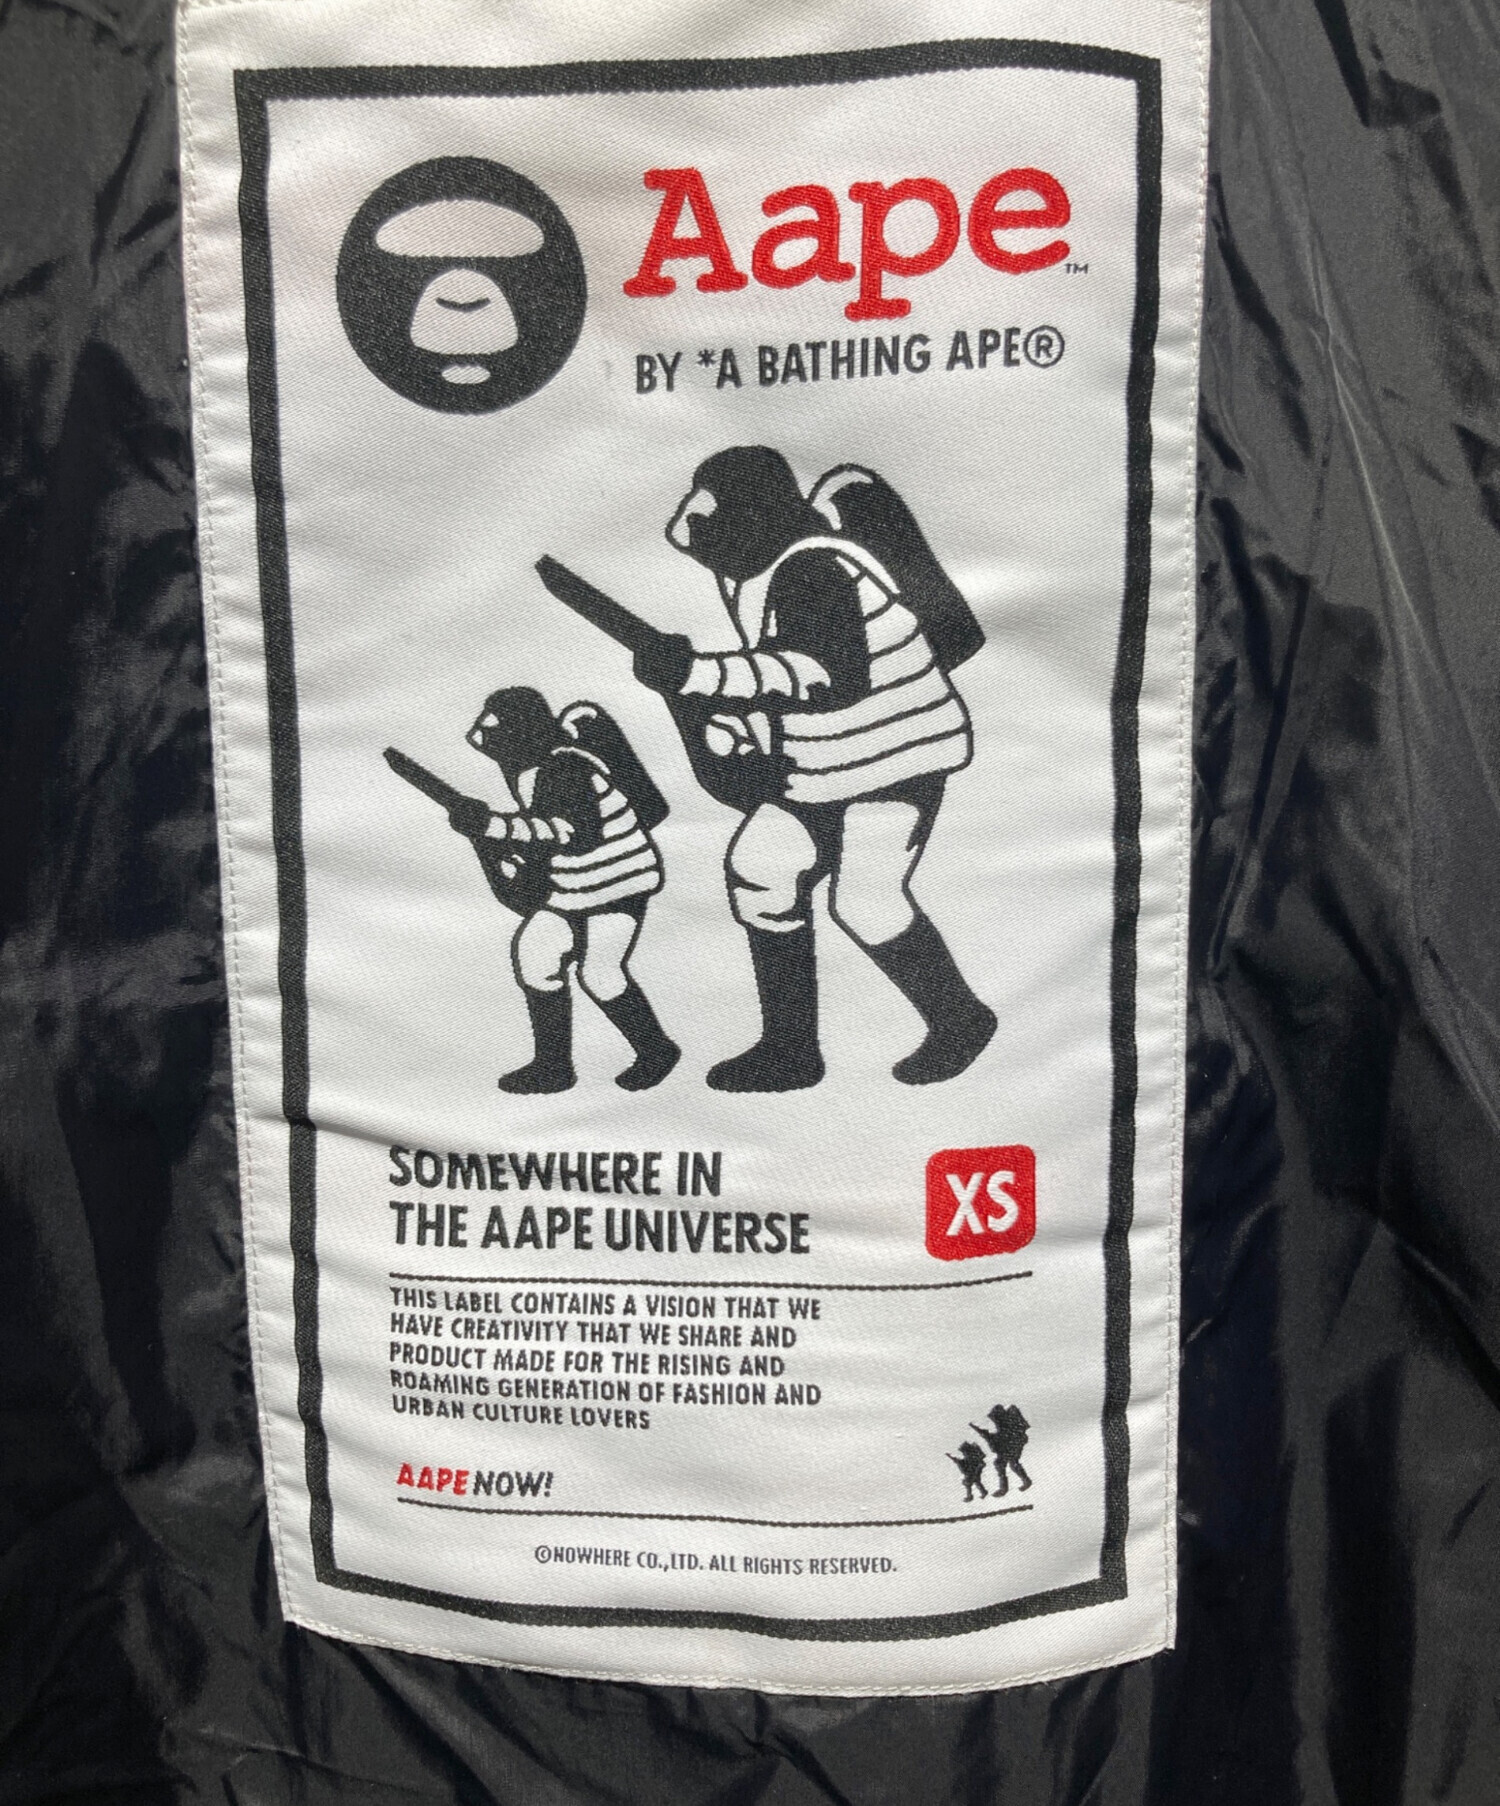 Aape™
BY *A BATHING APE®
SOMEWHERE IN
THE AAPE UNIVERSE
XS
THIS LABEL CONTAINS A VISION THAT WE
HAVE CREATIVITY THAT WE SHARE AND
PRODUCT MADE FOR THE RISING AND
ROAMING GENERATION OF FASHION AND
URBAN CULTURE LOVERS
AAPE NOW!
©NOWHERE CO.,LTD. ALL RIGHTS RESERVED.